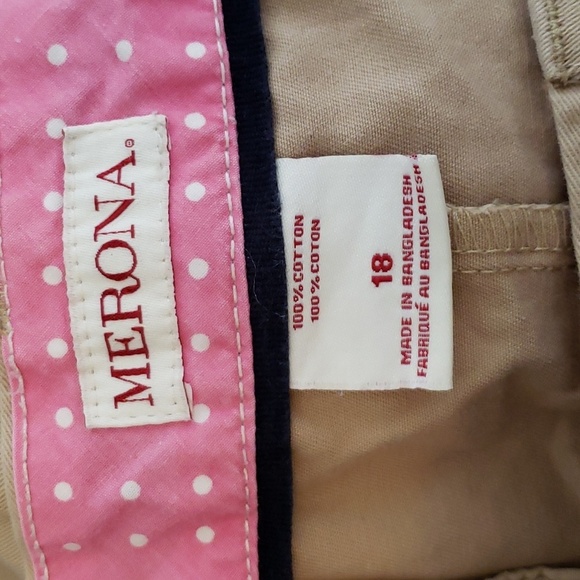 MERONA®
100% COTTON
100% COTON
18
MADE IN BANGLADESH
FABRIQUÉ AU BANGLADESH